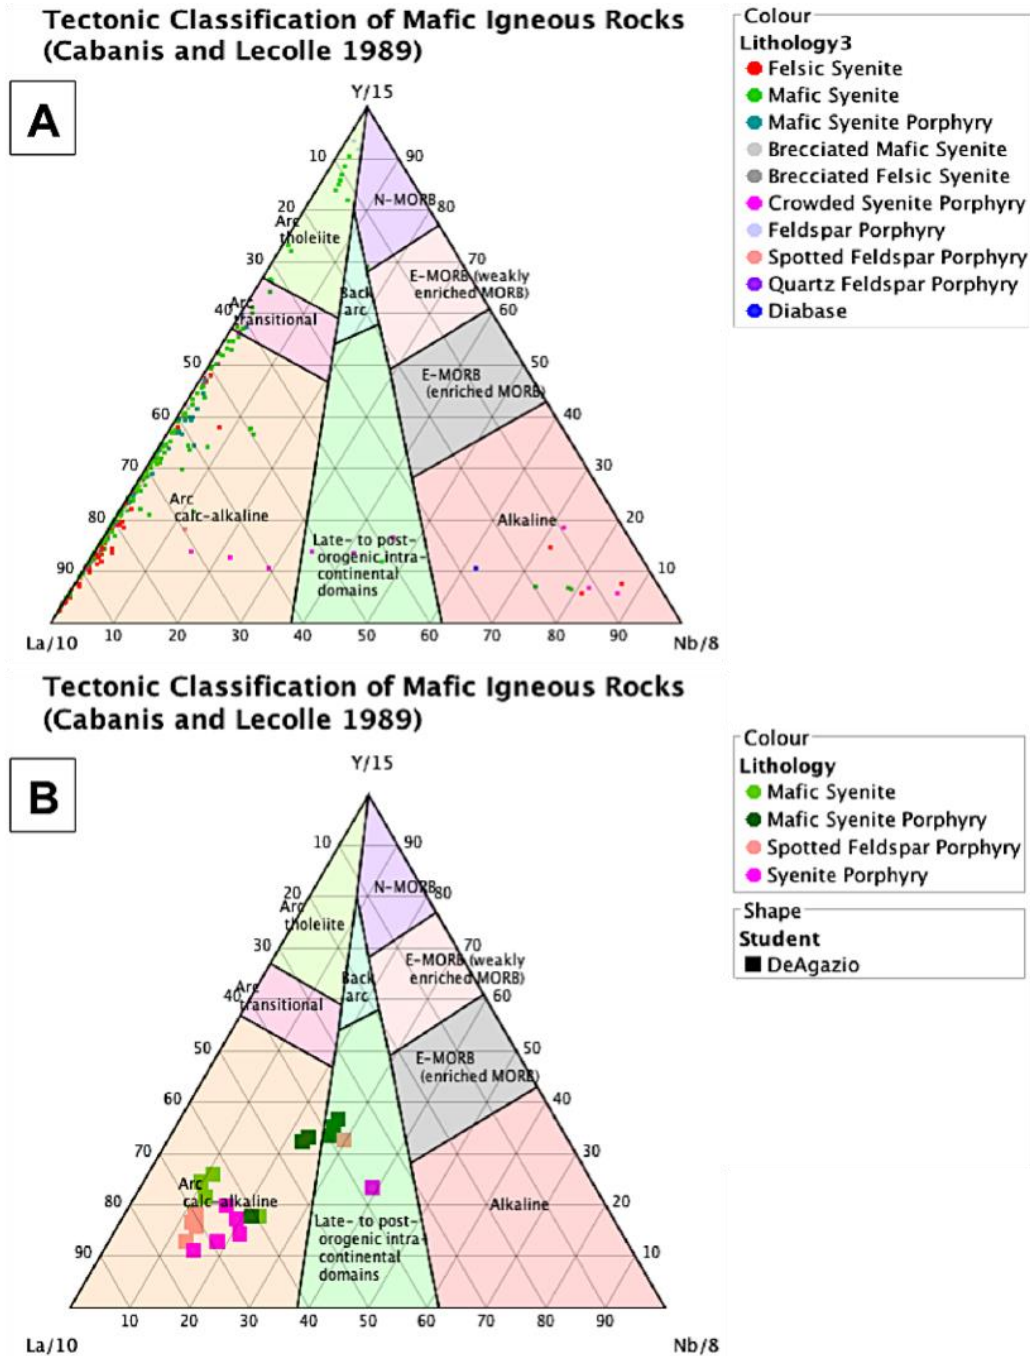 Tectonic Classification of Mafic Igneous Rocks
(Cabanis and Lecolle 1989)
A
Y/15
10
90
20
80
30
70
40
60
50
50
60
40
70
30
80
20
90
10
N-MORB
Arc
tholeiite
E-MORB (weakly
enriched MORB)
Back
arc
Arc
transitional
E-MORB
(enriched MORB)
Arc
calc-alkaline
Alkaline
Late- to post-
orogenic intra-
continental
domains
10 20 30 40 50 60 70 80 90
La/10
Nb/8
Colour
Lithology3
Felsic Syenite
Mafic Syenite
Mafic Syenite Porphyry
Brecciated Mafic Syenite
Brecciated Felsic Syenite
Crowded Syenite Porphyry
Feldspar Porphyry
Spotted Feldspar Porphyry
Quartz Feldspar Porphyry
Diabase
Tectonic Classification of Mafic Igneous Rocks
(Cabanis and Lecolle 1989)
B
Y/15
10
90
20
80
30
70
40
60
50
50
60
40
70
30
80
20
90
10
N-MORB
Arc
tholeiite
E-MORB (weakly
enriched MORB)
Back
arc
Arc
transitional
E-MORB
(enriched MORB)
Arc
calc-alkaline
Alkaline
Late- to post-
orogenic intra-
continental
domains
10 20 30 40 50 60 70 80 90
La/10
Nb/8
Colour
Lithology
Mafic Syenite
Mafic Syenite Porphyry
Spotted Feldspar Porphyry
Syenite Porphyry
Shape
Student
DeAgazio